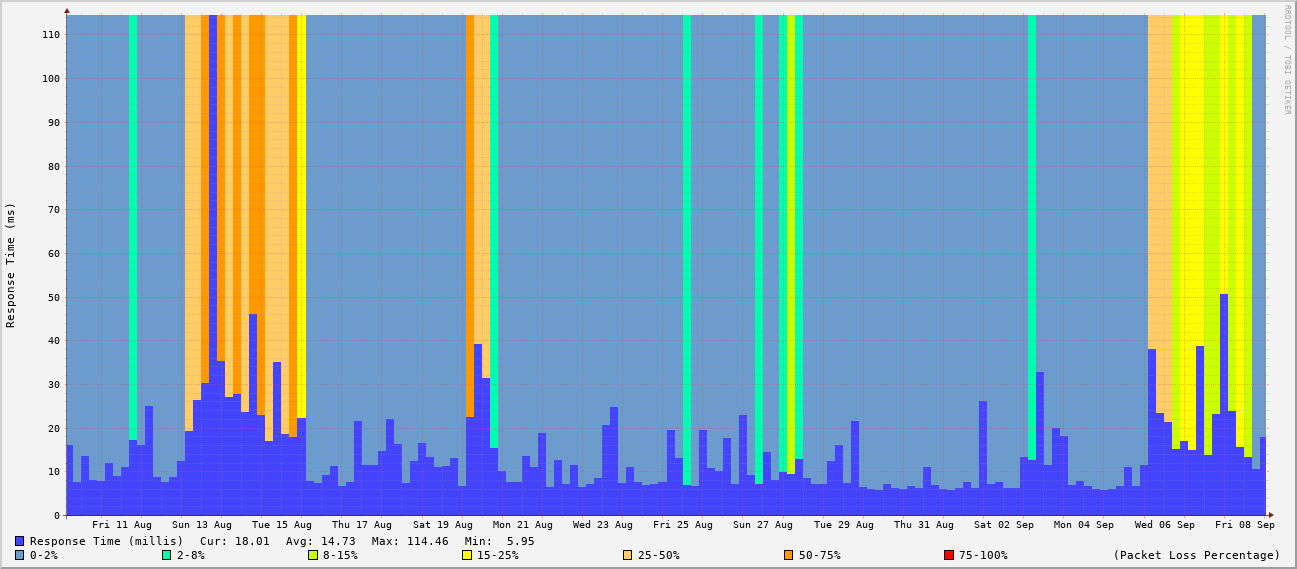 RRDTOOL / TOBI OETIKER
Response Time (ms)
110
100
90
80
70
60
50
40
30
20
10
0
Fri 11 Aug Sun 13 Aug Tue 15 Aug Thu 17 Aug Sat 19 Aug Mon 21 Aug Wed 23 Aug Fri 25 Aug Sun 27 Aug Tue 29 Aug Thu 31 Aug Sat 02 Sep Mon 04 Sep Wed 06 Sep Fri 08 Sep
Response Time (millis) Cur: 18.01 Avg: 14.73 Max: 114.46 Min: 5.95
0-2% 2-8% 8-15% 15-25% 25-50% 50-75% 75-100% (Packet Loss Percentage)